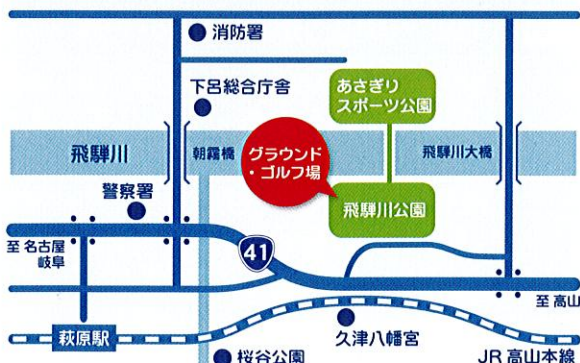 消防署
下呂総合庁舎
あさぎり
スポーツ公園
飛騨川
朝霧橋
グラウンド
・ゴルフ場
飛騨川大橋
警察署
飛騨川公園
至 名古屋
岐阜
41
至 高山
萩原駅
久津八幡宮
桜谷公園
JR 高山本線